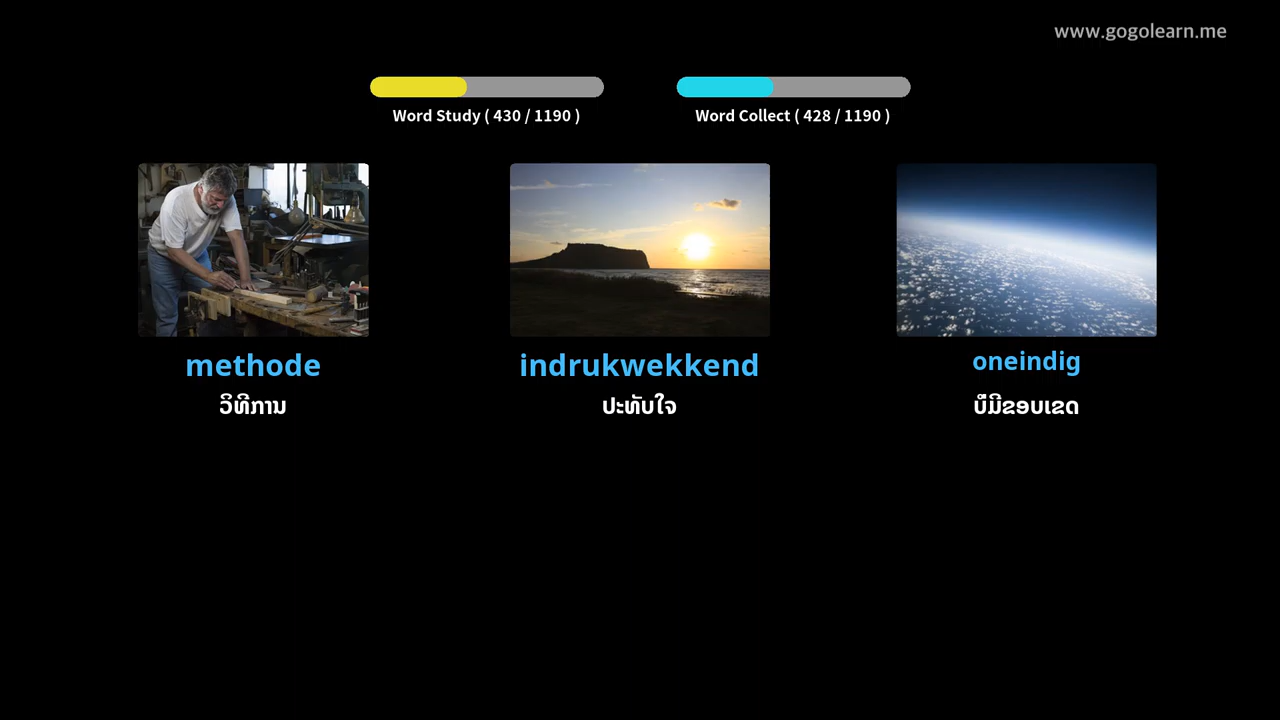 www.gogolearn.me
Word Study ( 430 / 1190 )
Word Collect ( 428 / 1190 )
methode
indrukwekkend
oneindig
ວິທີການ
ປະທັບໃຈ
ບໍ່ມີຂອບເຂດ